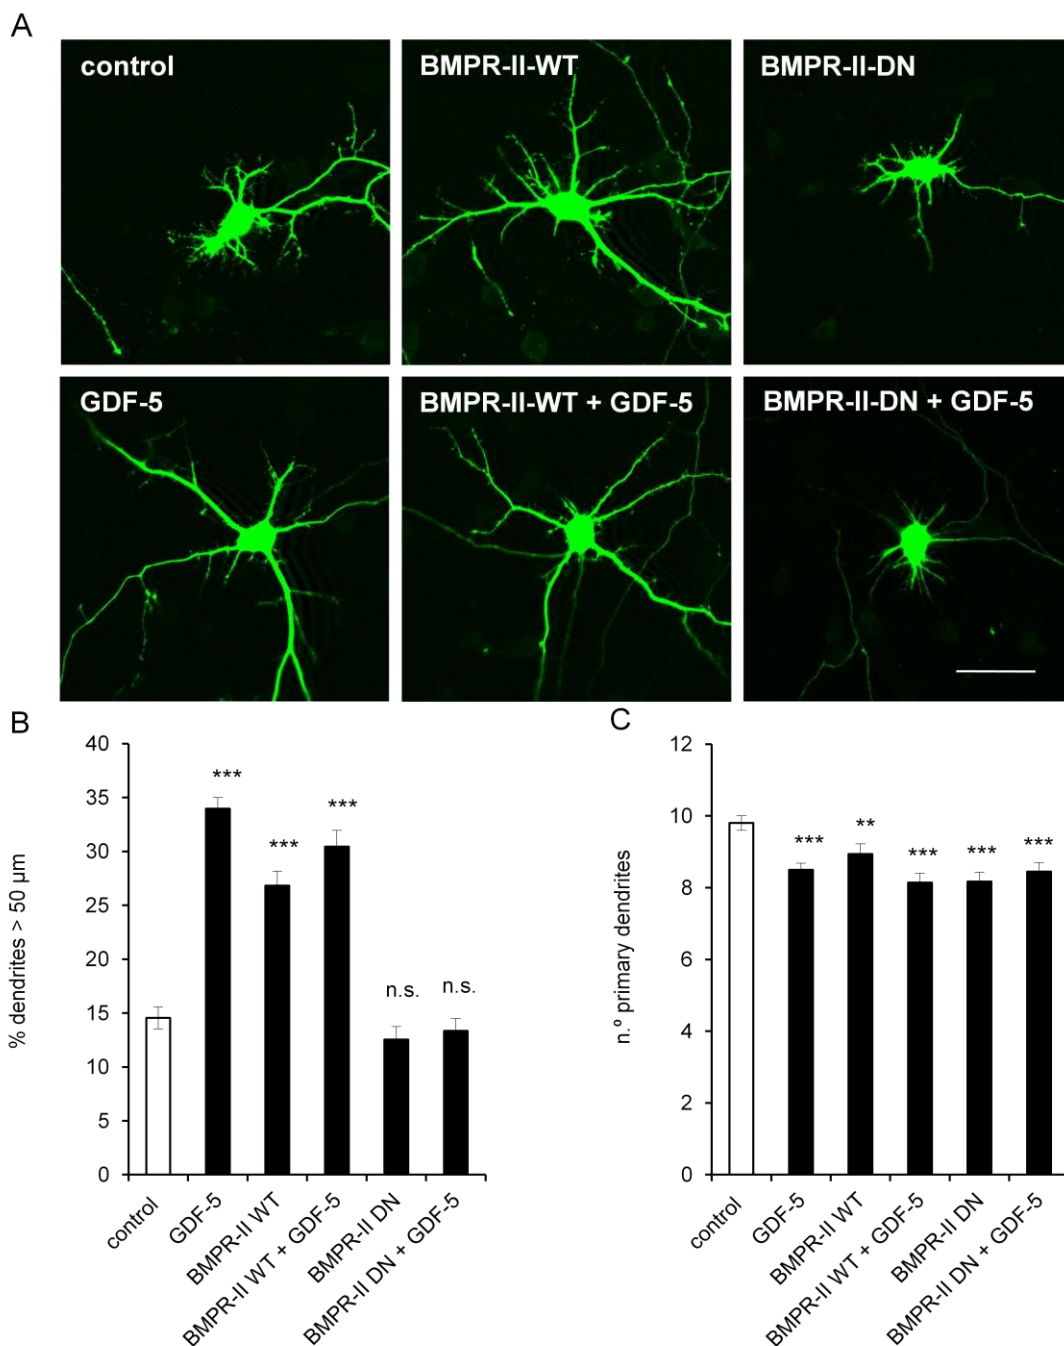 A
control
BMPR-II-WT
BMPR-II-DN
GDF-5
BMPR-II-WT + GDF-5
BMPR-II-DN + GDF-5
B
% dendrites > 50 µm
40
35
30
25
20
15
10
5
0
***
***
***
n.s.
n.s.
control
GDF-5
BMPR-II WT
BMPR-II WT + GDF-5
BMPR-II DN
BMPR-II DN + GDF-5
C
n.º primary dendrites
12
10
8
6
4
2
0
***
**
***
***
***
control
GDF-5
BMPR-II WT
BMPR-II WT + GDF-5
BMPR-II DN
BMPR-II DN + GDF-5